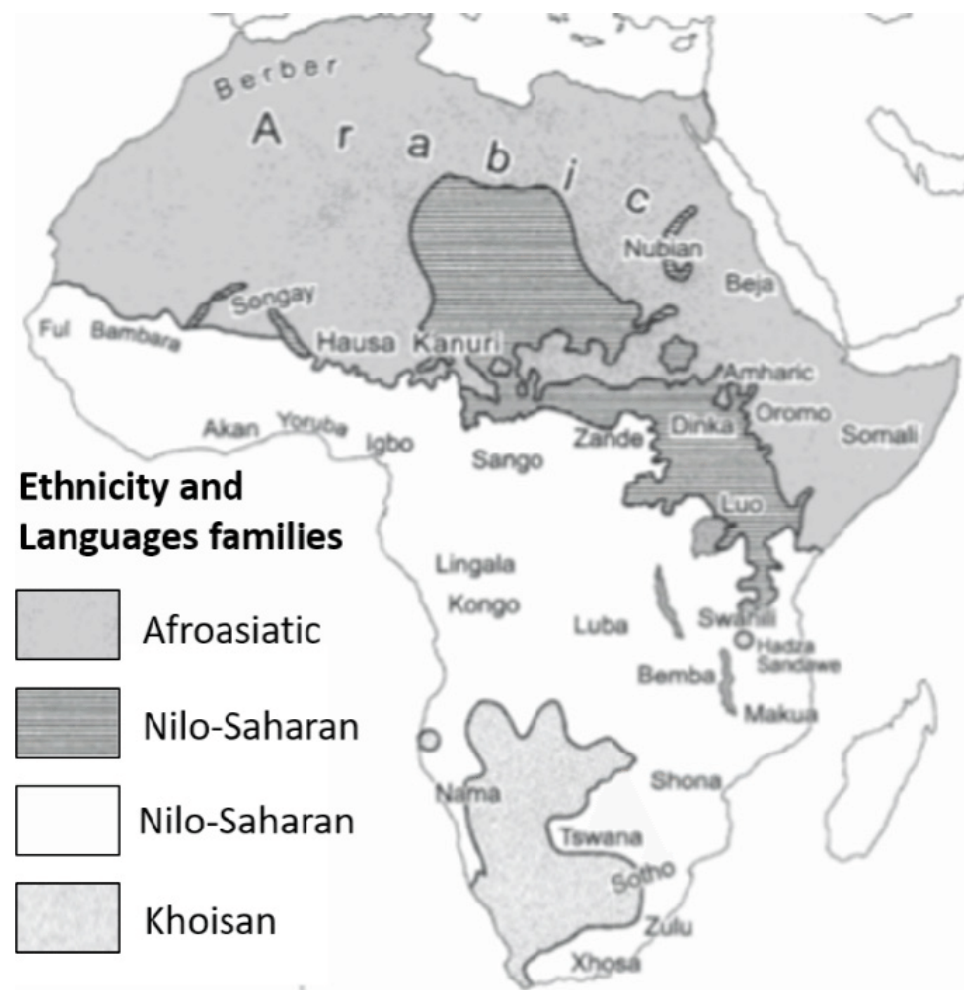 Berber
Arabic
Nubian
Beja
Songay
Ful Bambara
Hausa Kanuri
Amharic
Akan Yoruba Igbo
Sango
Zande
Dinka
Oromo
Somali
Ethnicity and
Languages families
Luo
Lingala
Kongo
Luba
Swahili
Hadza
Sandawe
Bemba
Makua
Afroasiatic
Nilo-Saharan
Nilo-Saharan
Khoisan
Nama
Shona
Tswana
Sotho
Zulu
Xhosa